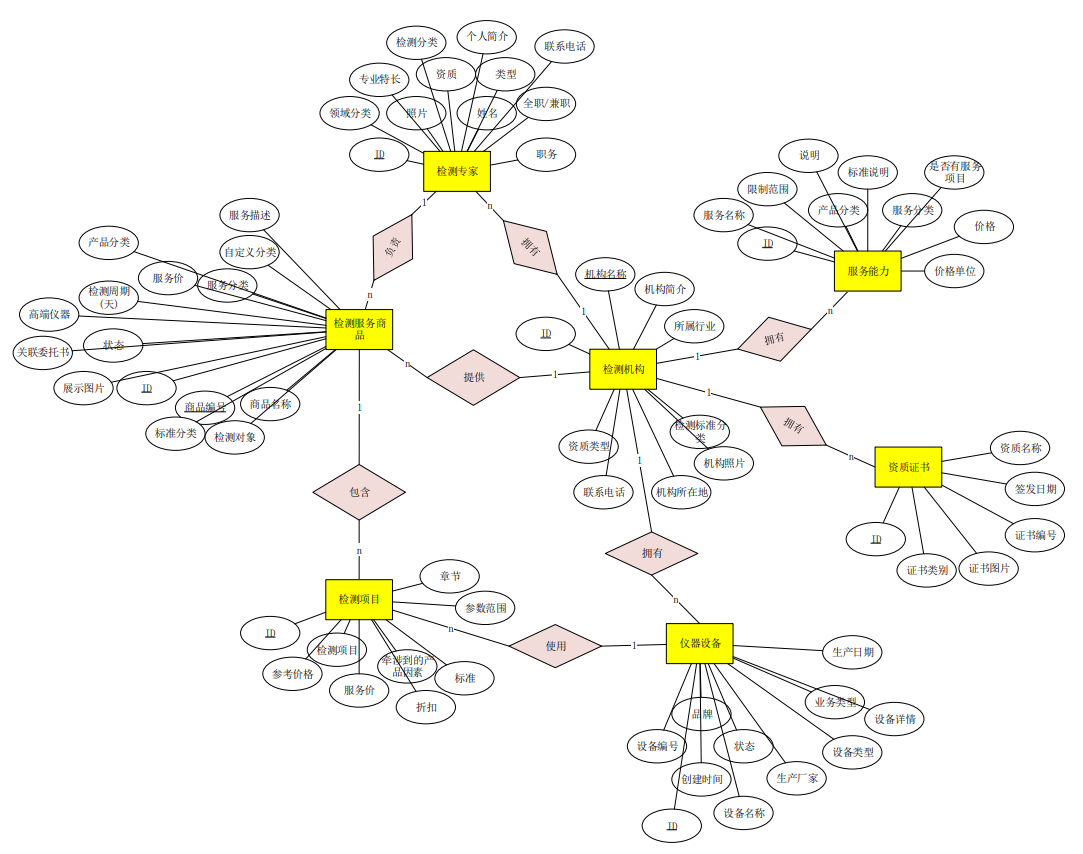 个人简介
检测分类
联系电话
资质
类型
专业特长
全职/兼职
领域分类
照片
姓名
ID
职务
检测专家
1
n
负责
拥有
n
1
说明
标准说明
是否有服务
项目
限制范围
产品分类
服务分类
服务名称
价格
ID
服务能力
价格单位
n
拥有
1
服务描述
产品分类
自定义分类
服务价
服务分类
检测周期
(天)
高端仪器
检测服务商
品
关联委托书
状态
展示图片
ID
商品编号
商品名称
标准分类
检测对象
n
提供
1
机构名称
机构简介
所属行业
ID
检测机构
检测标准分
类
资质类型
机构照片
联系电话
机构所在地
1
拥有
n
资质证书
资质名称
签发日期
证书编号
ID
证书类别
证书图片
1
包含
n
1
拥有
n
检测项目
章节
参数范围
ID
检测项目
牵涉到的产
品因素
参考价格
标准
服务价
折扣
n
使用
1
仪器设备
生产日期
业务类型
品牌
设备详情
设备编号
状态
设备类型
创建时间
生产厂家
设备名称
ID